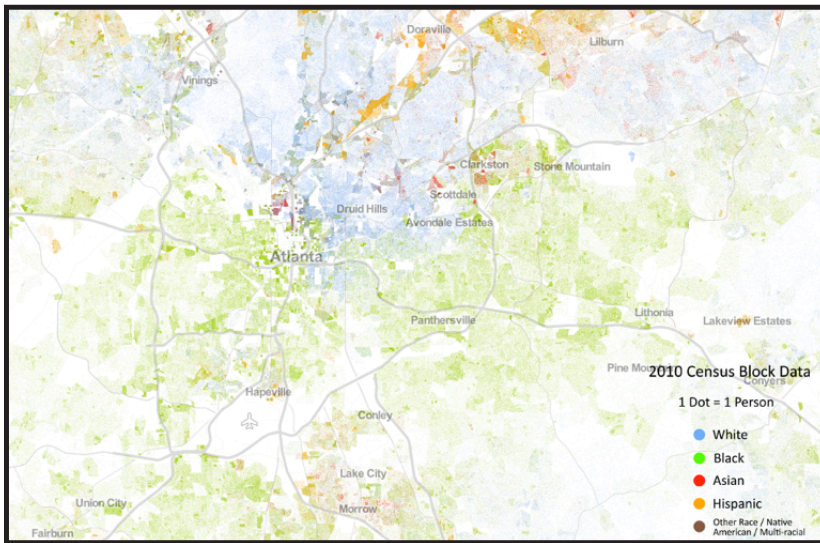 Doraville
Lilburn
Vinings
Clarkston
Stone Mountain
Scottdale
Druid Hills
Avondale Estates
Atlanta
Lithonia
Panthersville
Lakeview Estates
Pine Mountain
2010 Census Block Data
Conyers
1 Dot = 1 Person
Hapeville
Conley
White
Black
Lake City
Asian
Union City
Morrow
Hispanic
Other Race / Native
American / Multi-racial
Fairburn